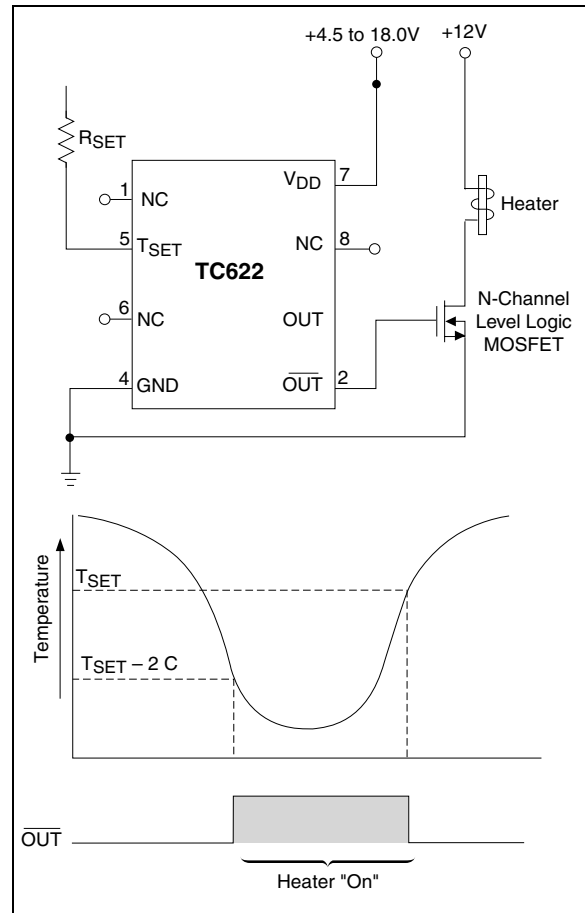 +4.5 to 18.0V
+12V
RSET
1
NC
VDD
7
5
TSET
NC
8
TC622
Heater
6
NC
OUT
N-Channel
Level Logic
MOSFET
4
GND
OUT
2
Temperature
TSET
TSET – 2 C
OUT
Heater "On"